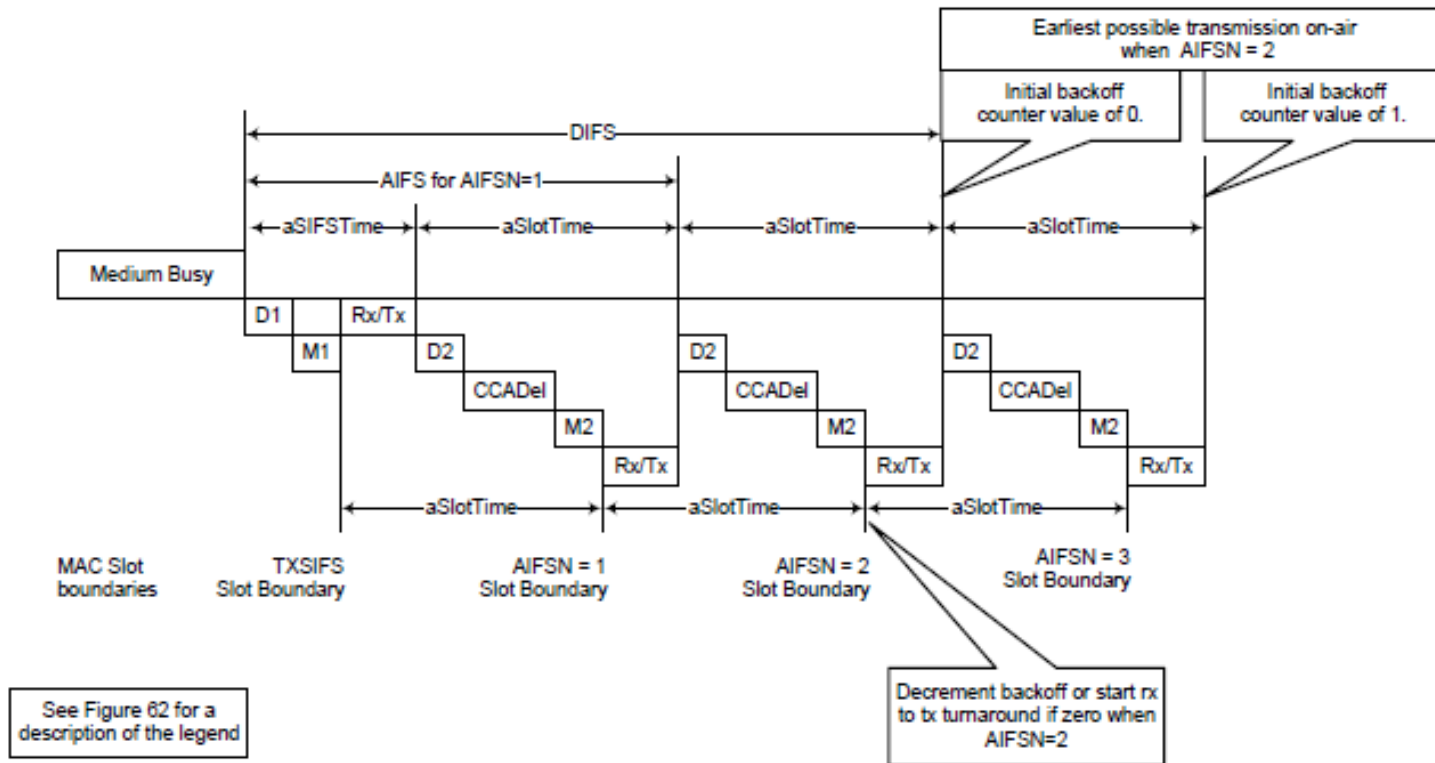 Earliest possible transmission on-air
when AIFSN = 2
Initial backoff
counter value of 0.
Initial backoff
counter value of 1.
DIFS
AIFS for AIFSN=1
aSIFSTime
aSlotTime
aSlotTime
aSlotTime
Medium Busy
D1
Rx/Tx
M1
D2
D2
D2
CCADel
CCADel
CCADel
M2
M2
M2
Rx/Tx
Rx/Tx
Rx/Tx
aSlotTime
aSlotTime
aSlotTime
MAC Slot
boundaries
TXSIFS
Slot Boundary
AIFSN = 1
Slot Boundary
AIFSN = 2
Slot Boundary
AIFSN = 3
Slot Boundary
Decrement backoff or start rx
to tx turnaround if zero when
AIFSN=2
See Figure 62 for a
description of the legend